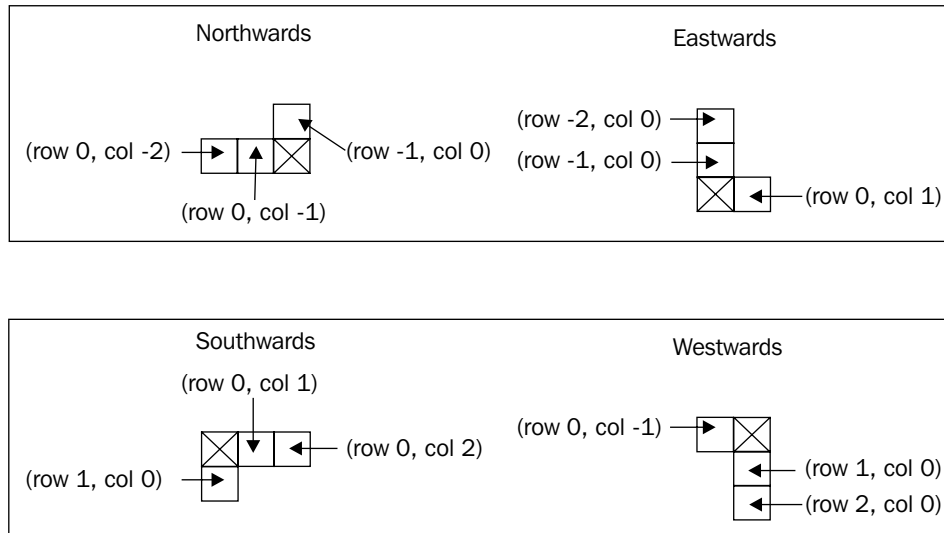 Northwards
Eastwards
(row 0, col -2)
(row -1, col 0)
(row 0, col -1)
(row -2, col 0)
(row -1, col 0)
(row 0, col 1)
Southwards
Westwards
(row 0, col 1)
(row 0, col 2)
(row 1, col 0)
(row 0, col -1)
(row 1, col 0)
(row 2, col 0)